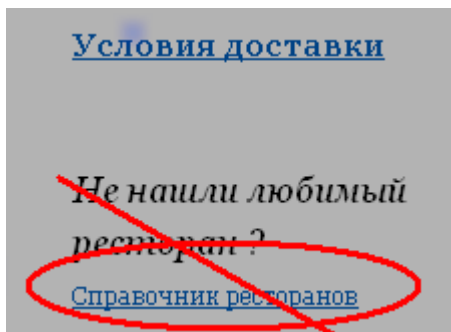 Условия доставки
Не нашли любимый
ресторан ?
Справочник ресторанов